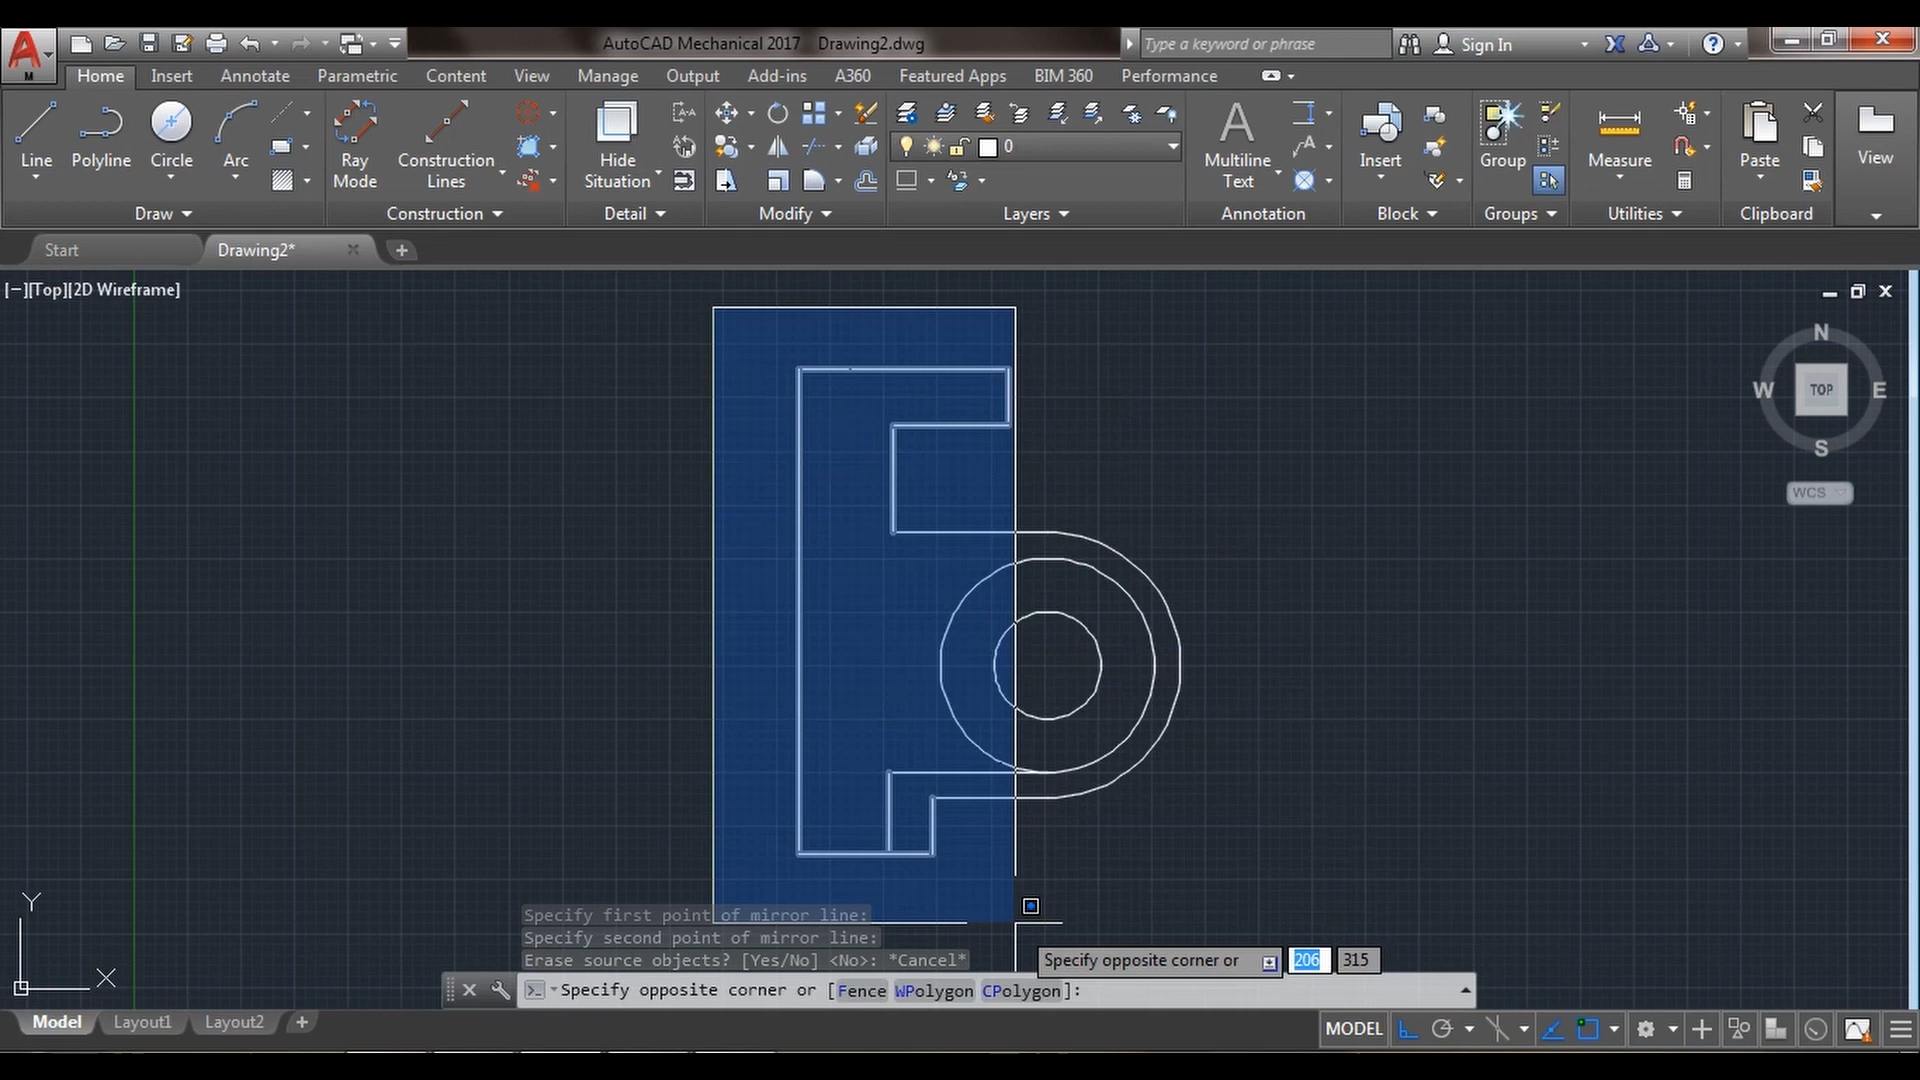 AutoCAD Mechanical 2017 Drawing2.dwg
Type a keyword or phrase
Sign In
M
Home Insert Annotate Parametric Content View Manage Output Add-ins A360 Featured Apps BIM 360 Performance
Line
Polyline
Circle
Arc
Ray
Mode
Construction
Lines
Hide
Situation
0
Multiline
Text
Insert
Group
Measure
Paste
View
Draw
Construction
Detail
Modify
Layers
Annotation
Block
Groups
Utilities
Clipboard
Start
Drawing2*
[−][Top][2D Wireframe]
N
W
TOP
E
S
WCS
Y
X
Specify first point of mirror line:
Specify second point of mirror line:
Erase source objects? [Yes/No] <No>: *Cancel*
Specify opposite corner or 206 315
Specify opposite corner or [Fence WPolygon CPolygon]:
Model Layout1 Layout2
MODEL